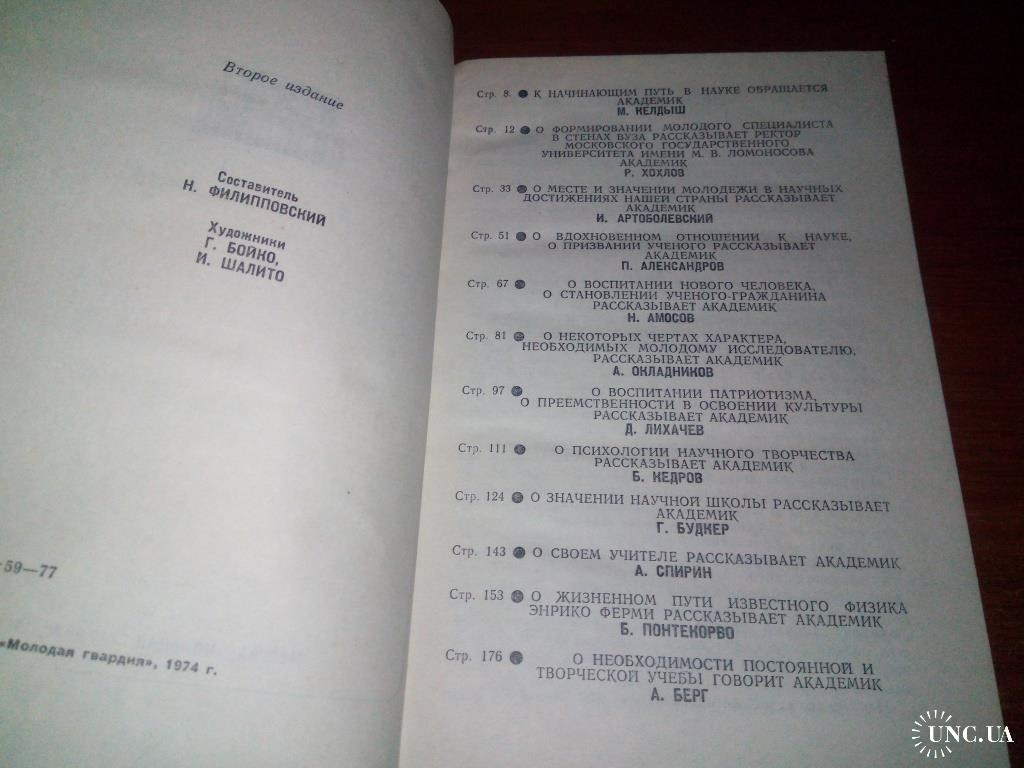 Второе издание
Составитель
Н. ФИЛИППОВСКИЙ
Художники
Г. БОЙКО,
И. ШАЛИТО
59—77
«Молодая гвардия», 1974 г.
Стр. 8. К НАЧИНАЮЩИМ ПУТЬ В НАУКЕ ОБРАЩАЕТСЯ
АКАДЕМИК
М. КЕЛДЫШ
Стр. 12 О ФОРМИРОВАНИИ МОЛОДОГО СПЕЦИАЛИСТА
В СТЕНАХ ВУЗА РАССКАЗЫВАЕТ РЕКТОР
МОСКОВСКОГО ГОСУДАРСТВЕННОГО
УНИВЕРСИТЕТА ИМЕНИ М. В. ЛОМОНОСОВА
АКАДЕМИК
Р. ХОХЛОВ
Стр. 33 О МЕСТЕ И ЗНАЧЕНИИ МОЛОДЕЖИ В НАУЧНЫХ
ДОСТИЖЕНИЯХ НАШЕЙ СТРАНЫ РАССКАЗЫВАЕТ
АКАДЕМИК
И. АРТОБОЛЕВСКИЙ
Стр. 51 О ВДОХНОВЕННОМ ОТНОШЕНИИ К НАУКЕ,
О ПРИЗВАНИИ УЧЕНОГО РАССКАЗЫВАЕТ
АКАДЕМИК
П. АЛЕКСАНДРОВ
Стр. 67 О ВОСПИТАНИИ НОВОГО ЧЕЛОВЕКА,
О СТАНОВЛЕНИИ УЧЕНОГО-ГРАЖДАНИНА
РАССКАЗЫВАЕТ АКАДЕМИК
Н. АМОСОВ
Стр. 81 О НЕКОТОРЫХ ЧЕРТАХ ХАРАКТЕРА,
НЕОБХОДИМЫХ МОЛОДОМУ ИССЛЕДОВАТЕЛЮ,
РАССКАЗЫВАЕТ АКАДЕМИК
А. ОКЛАДНИКОВ
Стр. 97 О ВОСПИТАНИИ ПАТРИОТИЗМА,
О ПРЕЕМСТВЕННОСТИ В ОСВОЕНИИ КУЛЬТУРЫ
РАССКАЗЫВАЕТ АКАДЕМИК
Д. ЛИХАЧЕВ
Стр. 111 О ПСИХОЛОГИИ НАУЧНОГО ТВОРЧЕСТВА
РАССКАЗЫВАЕТ АКАДЕМИК
Б. КЕДРОВ
Стр. 124 О ЗНАЧЕНИИ НАУЧНОЙ ШКОЛЫ РАССКАЗЫВАЕТ
АКАДЕМИК
Г. БУДКЕР
Стр. 143 О СВОЕМ УЧИТЕЛЕ РАССКАЗЫВАЕТ АКАДЕМИК
А. СПИРИН
Стр. 153 О ЖИЗНЕННОМ ПУТИ ИЗВЕСТНОГО ФИЗИКА
ЭНРИКО ФЕРМИ РАССКАЗЫВАЕТ АКАДЕМИК
Б. ПОНТЕКОРВО
Стр. 176 О НЕОБХОДИМОСТИ ПОСТОЯННОЙ И
ТВОРЧЕСКОЙ УЧЕБЫ ГОВОРИТ АКАДЕМИК
А. БЕРГ
UNC.UA